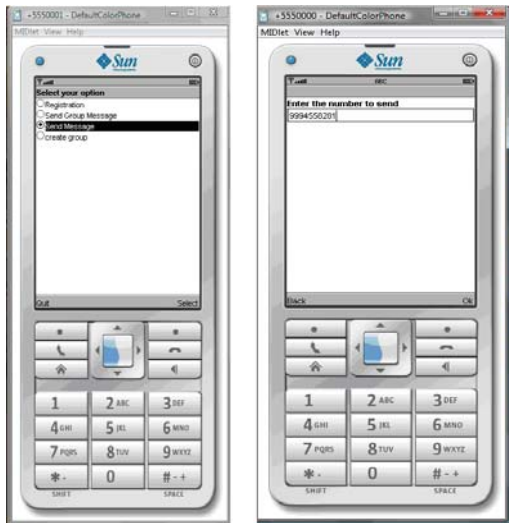 +5550001 - DefaultColorPhone
MIDlet View Help
Sun
Select your option
Registration
Send Group Message
Send Message
create group
Quit Select
1 2 ABC 3 DEF
4 GHI 5 JKL 6 MNO
7 PQRS 8 TUV 9 WXYZ
* . 0 # - +
SHIFT SPACE
+5550000 - DefaultColorPhone
MIDlet View Help
Sun
ABC
Enter the number to send
9994558201
Back Ok
1 2 ABC 3 DEF
4 GHI 5 JKL 6 MNO
7 PQRS 8 TUV 9 WXYZ
* . 0 # - +
SHIFT SPACE